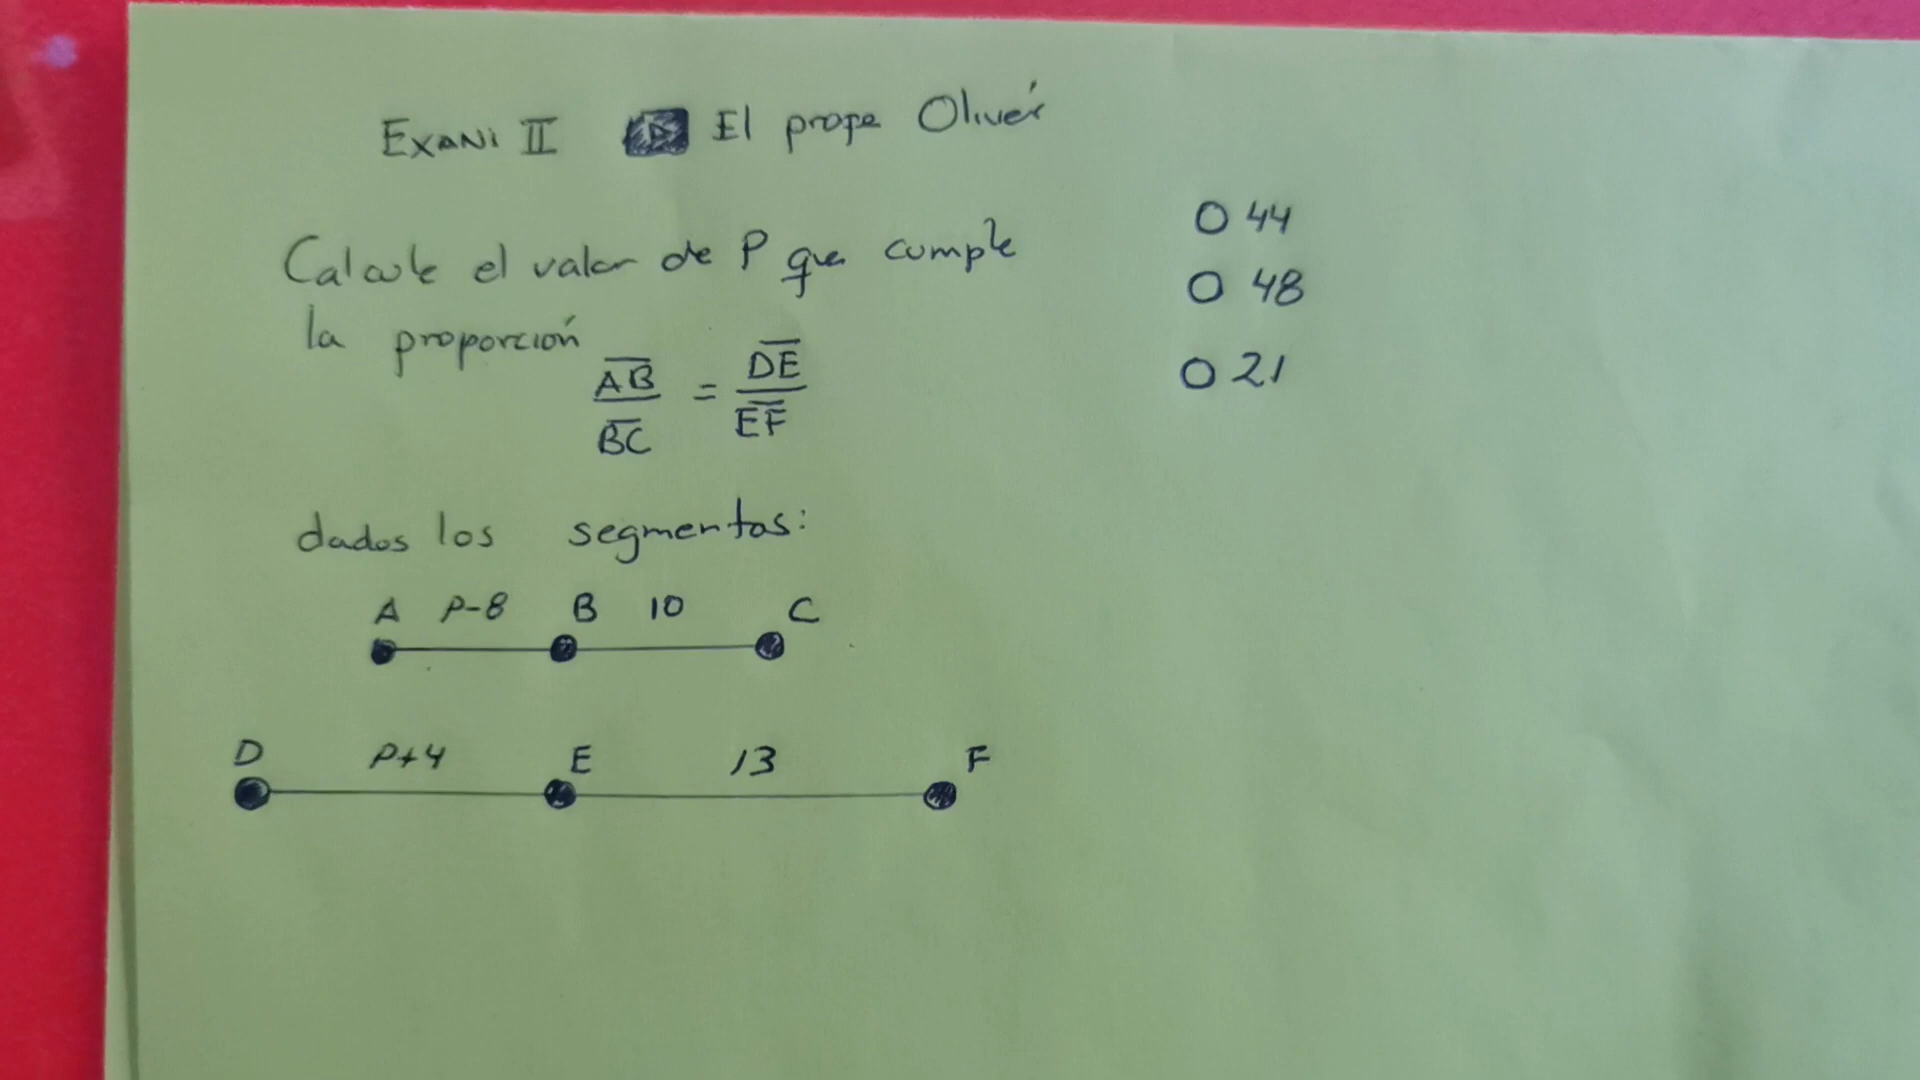 EXANI II El profe Oliver
Calcule el valor de P que cumple
la proporción
AB/BC = DE/EF
dados los segmentos:
A P-8 B 10 C
D P+4 E 13 F
O 44
O 48
O 21